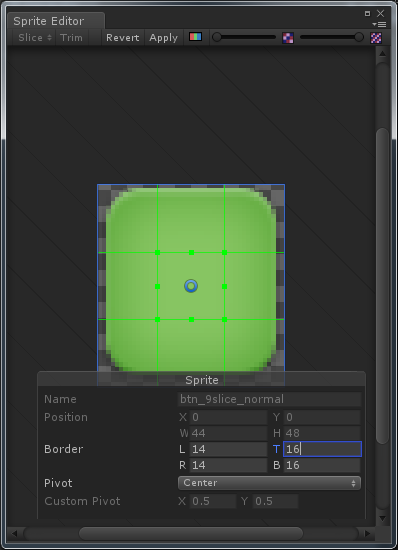 Sprite Editor
Slice Trim Revert Apply
Sprite
Name btn_9slice_normal
Position X 0 Y 0
W 44 H 48
Border L 14 T 16
R 14 B 16
Pivot Center
Custom Pivot X 0.5 Y 0.5